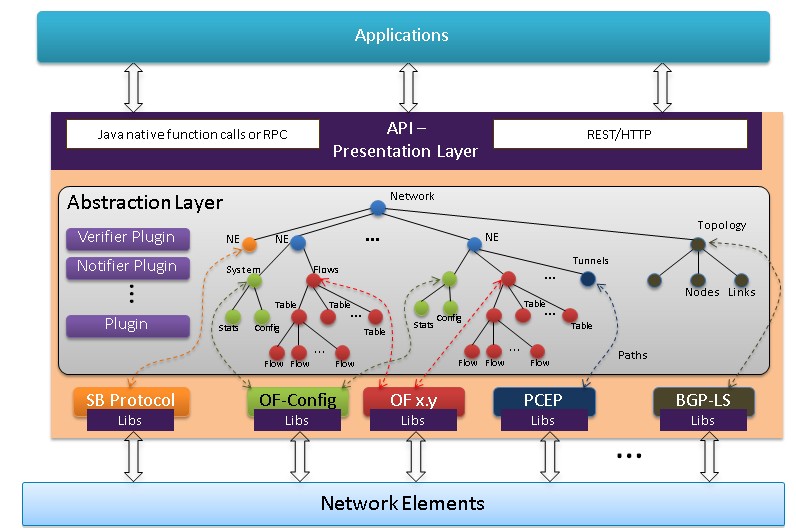 Applications
Java native function calls or RPC
API –
Presentation Layer
REST/HTTP
Abstraction Layer
Network
Verifier Plugin
NE
NE
...
NE
Topology
Notifier Plugin
System
Flows
...
Tunnels
Nodes
Links
Table
Table
...
Table
Table
...
Table
Stats
Config
Stats
Config
Plugin
Flow
Flow
...
Flow
Flow
Flow
...
Flow
Paths
SB Protocol
OF-Config
OF x.y
PCEP
BGP-LS
Libs
Libs
Libs
Libs
Libs
...
Network Elements